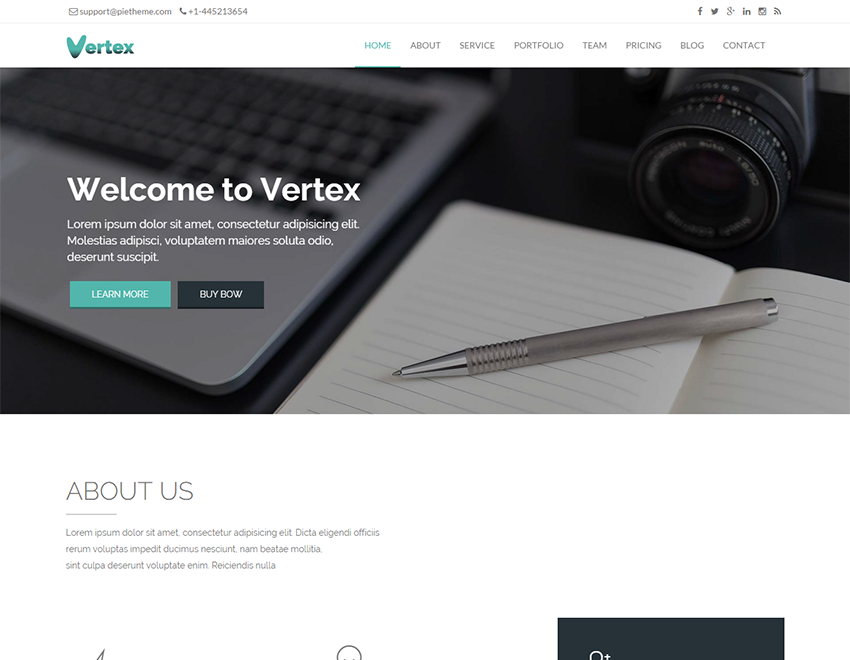 support@pietheme.com +1-445213654
Vertex
HOME ABOUT SERVICE PORTFOLIO TEAM PRICING BLOG CONTACT
Welcome to Vertex
Lorem ipsum dolor sit amet, consectetur adipisicing elit.
Molestias adipisci, voluptatem maiores soluta odio,
deserunt suscipit.
LEARN MORE BUY BOW
ABOUT US
Lorem ipsum dolor sit amet, consectetur adipisicing elit. Dicta eligendi officiis
rerum voluptas impedit ducimus nesciunt, nam beatae mollitia,
sint culpa deserunt voluptate enim. Reiciendis nulla